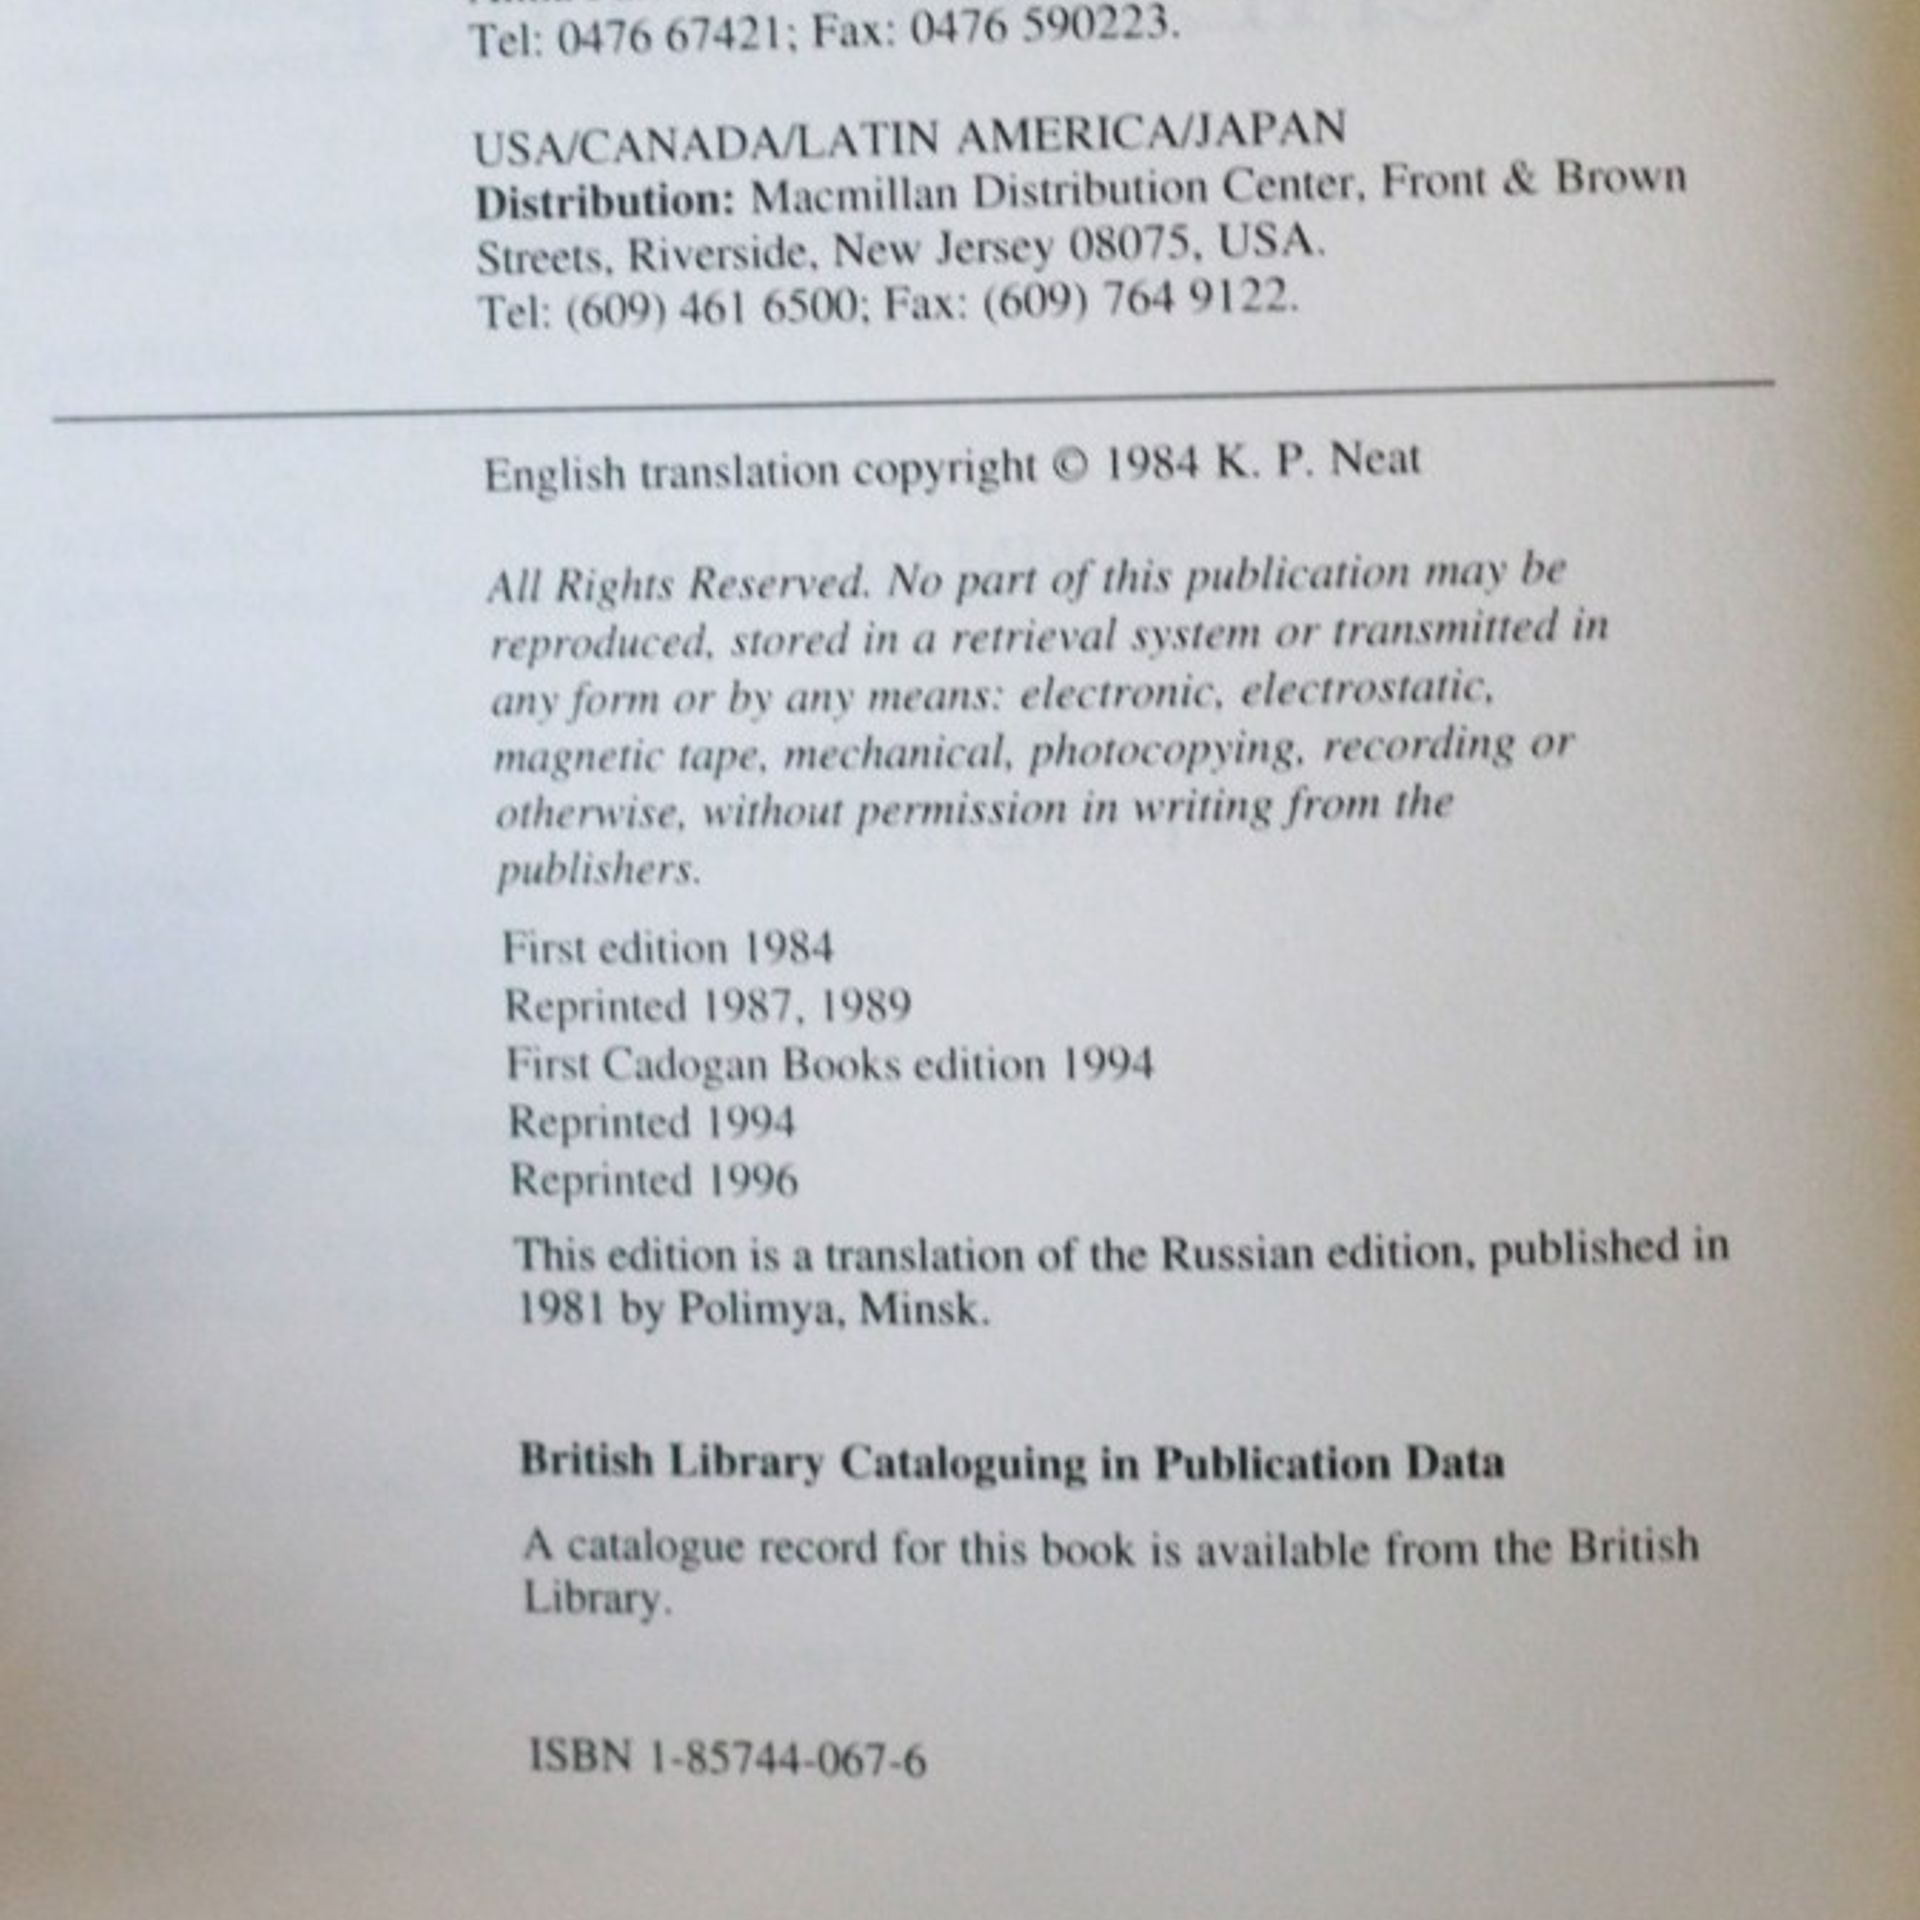 Tel: 0476 67421; Fax: 0476 590223.
USA/CANADA/LATIN AMERICA/JAPAN
Distribution: Macmillan Distribution Center, Front & Brown
Streets, Riverside, New Jersey 08075, USA.
Tel: (609) 461 6500; Fax: (609) 764 9122.
English translation copyright © 1984 K. P. Neat
All Rights Reserved. No part of this publication may be
reproduced, stored in a retrieval system or transmitted in
any form or by any means: electronic, electrostatic,
magnetic tape, mechanical, photocopying, recording or
otherwise, without permission in writing from the
publishers.
First edition 1984
Reprinted 1987, 1989
First Cadogan Books edition 1994
Reprinted 1994
Reprinted 1996
This edition is a translation of the Russian edition, published in
1981 by Polimya, Minsk.
British Library Cataloguing in Publication Data
A catalogue record for this book is available from the British
Library.
ISBN 1-85744-067-6